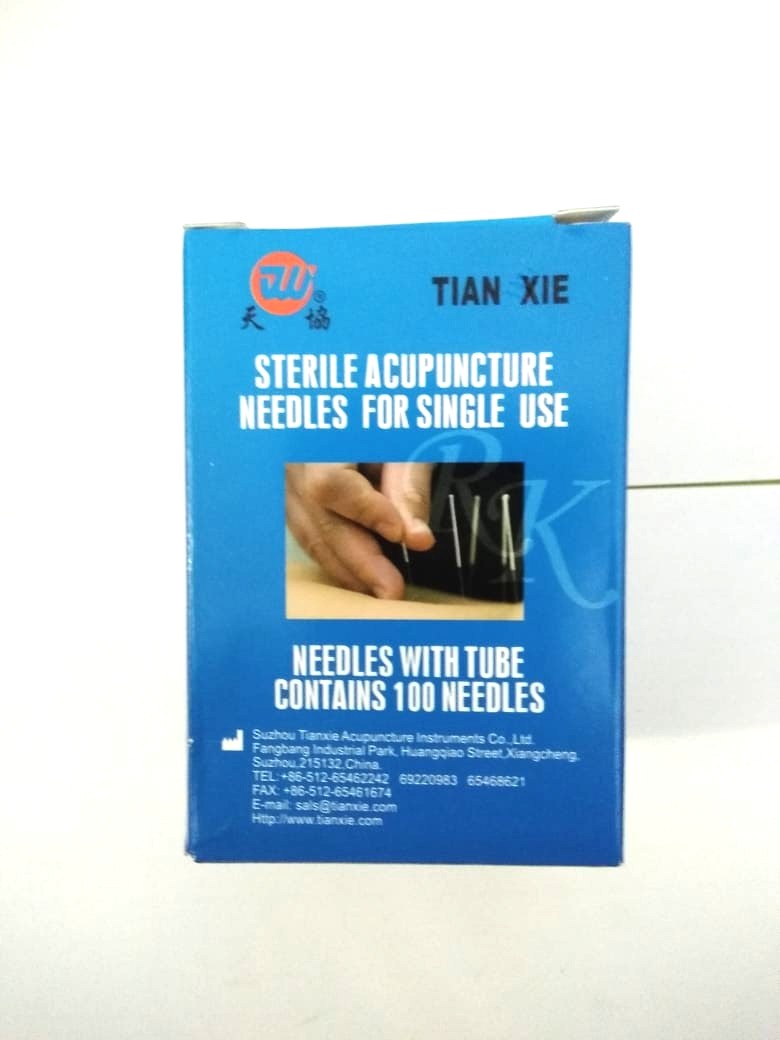 ZW®
天 協
TIAN XIE
STERILE ACUPUNCTURE
NEEDLES FOR SINGLE USE
RK
NEEDLES WITH TUBE
CONTAINS 100 NEEDLES
Suzhou Tianxie Acupuncture Instruments Co.,Ltd.
Fangbang Industrial Park, Huangqiao Street,Xiangcheng,
Suzhou,215132,China.
TEL:+86-512-65462242 69220983 65468621
FAX: +86-512-65461674
E-mail: sals@tianxie.com
Http://www.tianxie.com